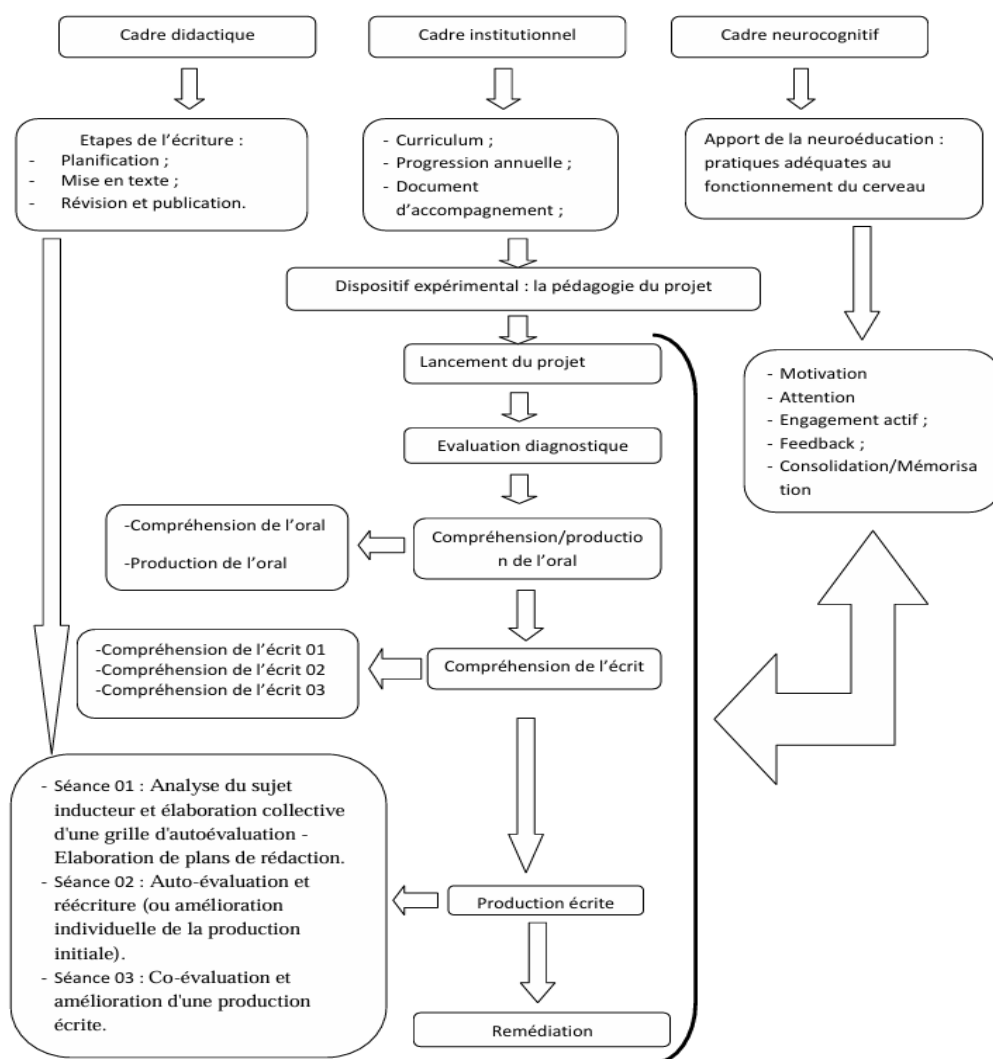 Cadre didactique
Cadre institutionnel
Cadre neurocognitif
Etapes de l’écriture :
- Planification ;
- Mise en texte ;
- Révision et publication.
- Curriculum ;
- Progression annuelle ;
- Document
d’accompagnement ;
Apport de la neuroéducation :
pratiques adéquates au
fonctionnement du cerveau
Dispositif expérimental : la pédagogie du projet
Lancement du projet
- Motivation
- Attention
- Engagement actif ;
- Feedback ;
- Consolidation/Mémorisa
tion
Evaluation diagnostique
-Compréhension de l’oral
-Production de l’oral
Compréhension/productio
n de l’oral
-Compréhension de l’écrit 01
-Compréhension de l’écrit 02
-Compréhension de l’écrit 03
Compréhension de l’écrit
- Séance 01 : Analyse du sujet
inducteur et élaboration collective
d'une grille d'autoévaluation -
Elaboration de plans de rédaction.
- Séance 02 : Auto-évaluation et
réécriture (ou amélioration
individuelle de la production
initiale).
- Séance 03 : Co-évaluation et
amélioration d'une production
écrite.
Production écrite
Remédiation